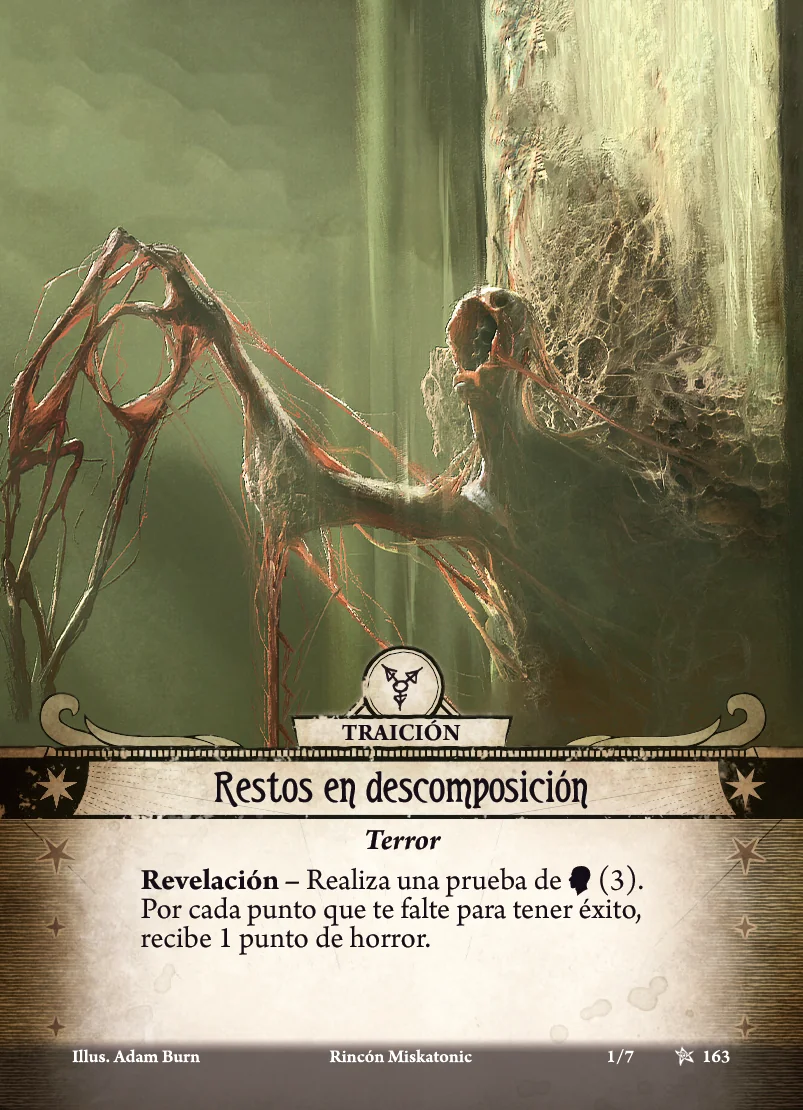 TRAICIÓN
Restos en descomposición
Terror
Revelación – Realiza una prueba de (3).
Por cada punto que te falte para tener éxito,
recibe 1 punto de horror.
Illus. Adam Burn Rincón Miskatonic 1/7 163